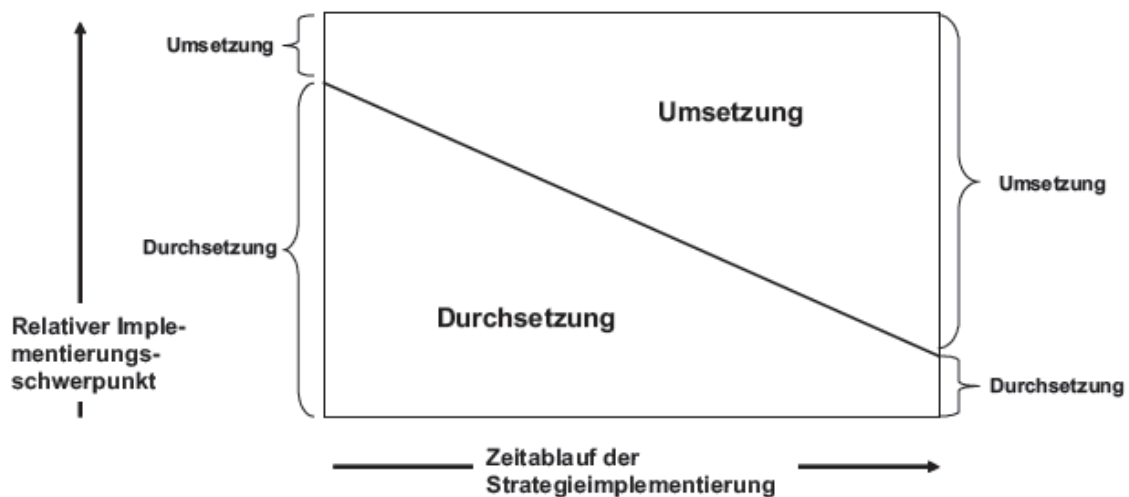 Umsetzung
Umsetzung
Umsetzung
Durchsetzung
Durchsetzung
Relativer Imple-
mentierungs-
schwerpunkt
Durchsetzung
Zeitablauf der
Strategieimplementierung